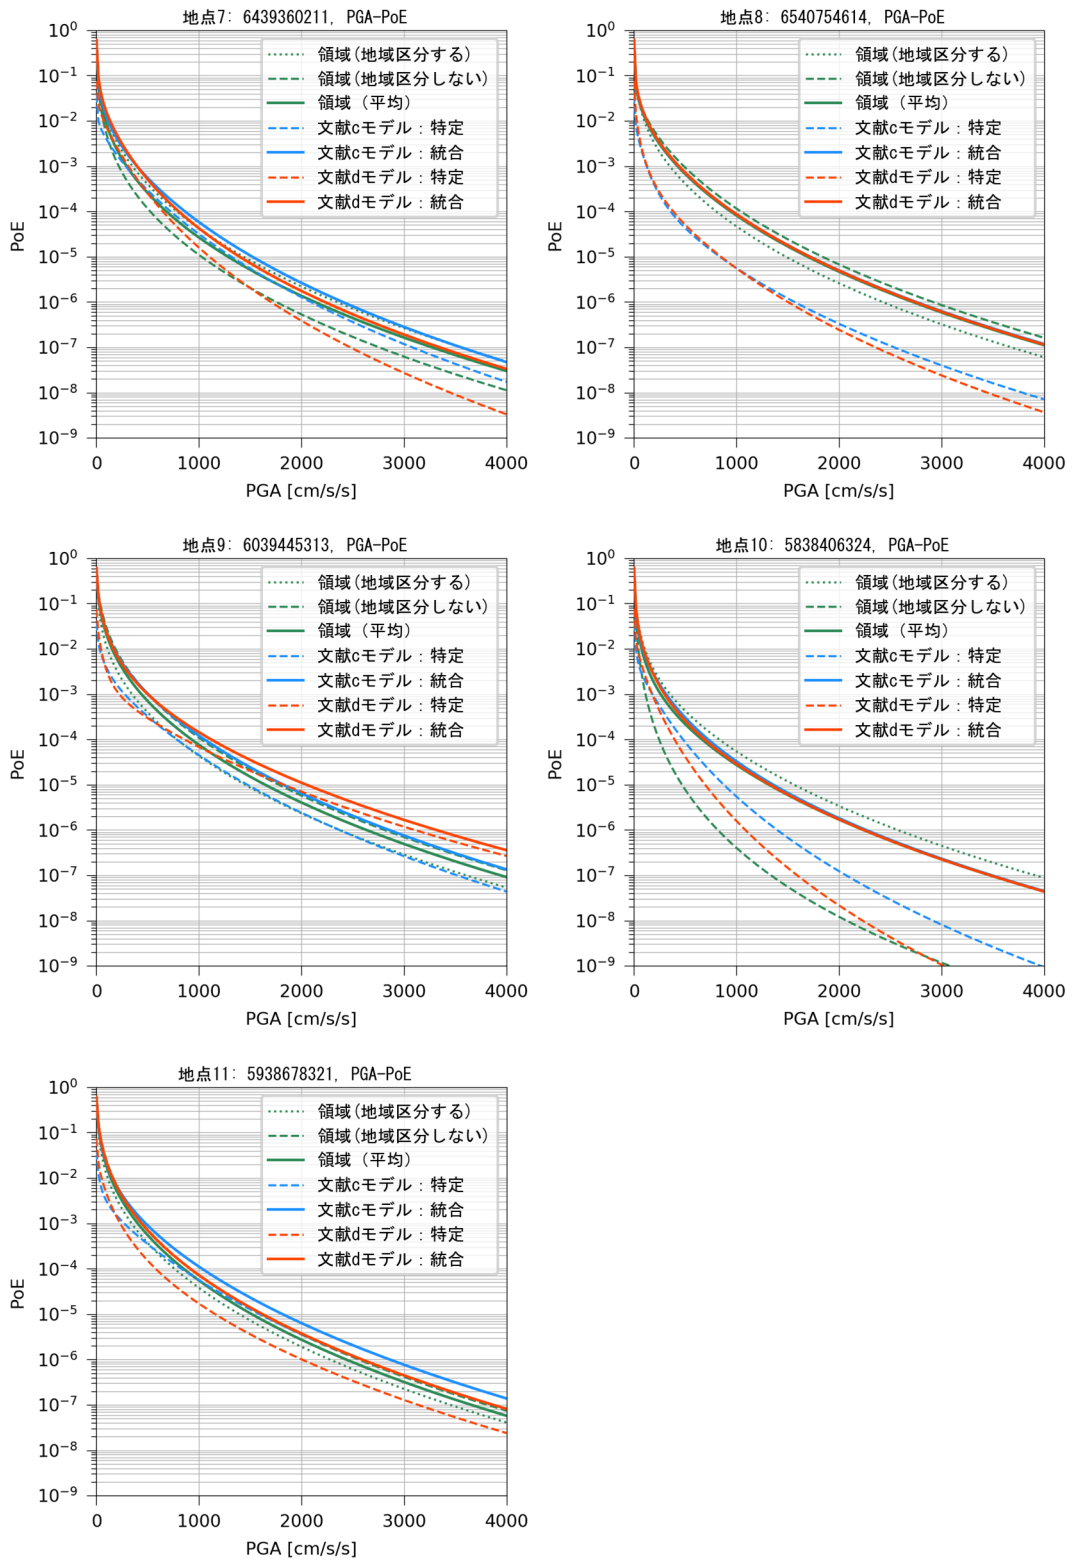 地点7: 6439360211, PGA-PoE
10⁰
10⁻¹
10⁻²
10⁻³
10⁻⁴
10⁻⁵
10⁻⁶
10⁻⁷
10⁻⁸
10⁻⁹
PoE
領域(地域区分する)
領域(地域区分しない)
領域（平均）
文献cモデル：特定
文献cモデル：統合
文献dモデル：特定
文献dモデル：統合
0 1000 2000 3000 4000
PGA [cm/s/s]
地点8: 6540754614, PGA-PoE
10⁰
10⁻¹
10⁻²
10⁻³
10⁻⁴
10⁻⁵
10⁻⁶
10⁻⁷
10⁻⁸
10⁻⁹
PoE
領域(地域区分する)
領域(地域区分しない)
領域（平均）
文献cモデル：特定
文献cモデル：統合
文献dモデル：特定
文献dモデル：統合
0 1000 2000 3000 4000
PGA [cm/s/s]
地点9: 6039445313, PGA-PoE
10⁰
10⁻¹
10⁻²
10⁻³
10⁻⁴
10⁻⁵
10⁻⁶
10⁻⁷
10⁻⁸
10⁻⁹
PoE
領域(地域区分する)
領域(地域区分しない)
領域（平均）
文献cモデル：特定
文献cモデル：統合
文献dモデル：特定
文献dモデル：統合
0 1000 2000 3000 4000
PGA [cm/s/s]
地点10: 5838406324, PGA-PoE
10⁰
10⁻¹
10⁻²
10⁻³
10⁻⁴
10⁻⁵
10⁻⁶
10⁻⁷
10⁻⁸
10⁻⁹
PoE
領域(地域区分する)
領域(地域区分しない)
領域（平均）
文献cモデル：特定
文献cモデル：統合
文献dモデル：特定
文献dモデル：統合
0 1000 2000 3000 4000
PGA [cm/s/s]
地点11: 5938678321, PGA-PoE
10⁰
10⁻¹
10⁻²
10⁻³
10⁻⁴
10⁻⁵
10⁻⁶
10⁻⁷
10⁻⁸
10⁻⁹
PoE
領域(地域区分する)
領域(地域区分しない)
領域（平均）
文献cモデル：特定
文献cモデル：統合
文献dモデル：特定
文献dモデル：統合
0 1000 2000 3000 4000
PGA [cm/s/s]